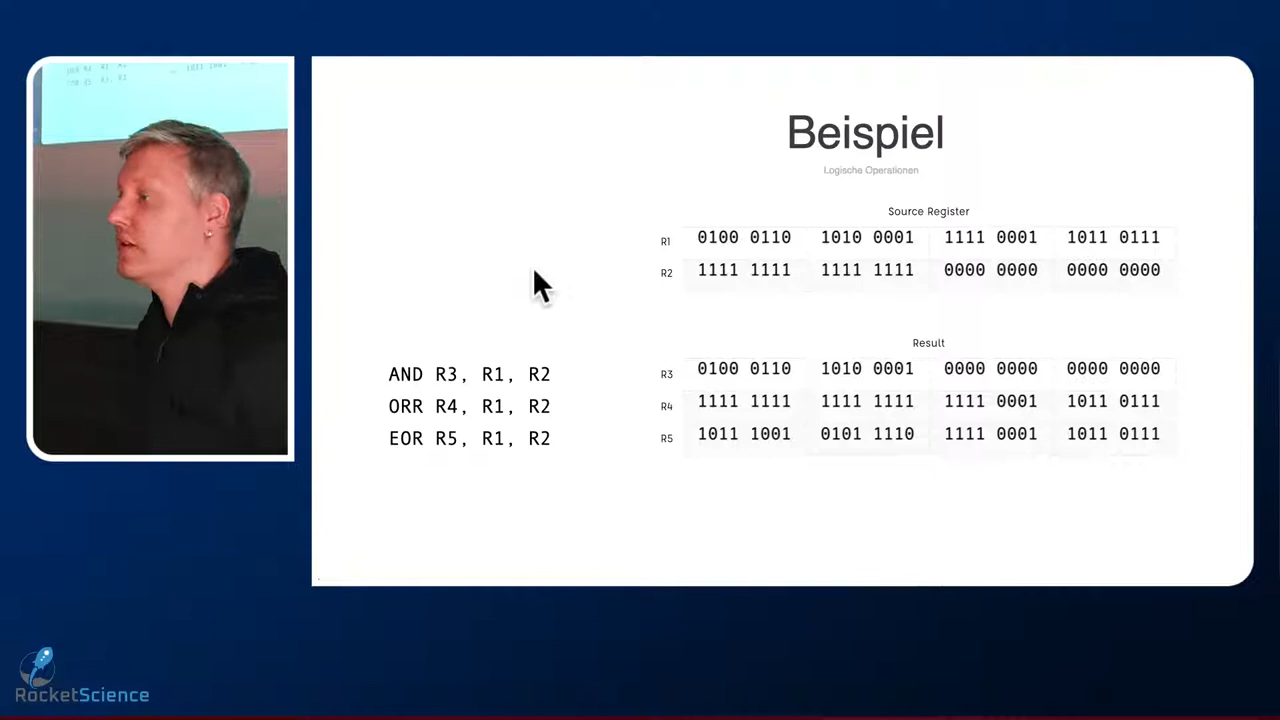 Beispiel
Logische Operationen
Source Register
R1 0100 0110 1010 0001 1111 0001 1011 0111
R2 1111 1111 1111 1111 0000 0000 0000 0000
Result
AND R3, R1, R2
ORR R4, R1, R2
EOR R5, R1, R2
R3 0100 0110 1010 0001 0000 0000 0000 0000
R4 1111 1111 1111 1111 1111 0001 1011 0111
R5 1011 1001 0101 1110 1111 0001 1011 0111
RocketScience